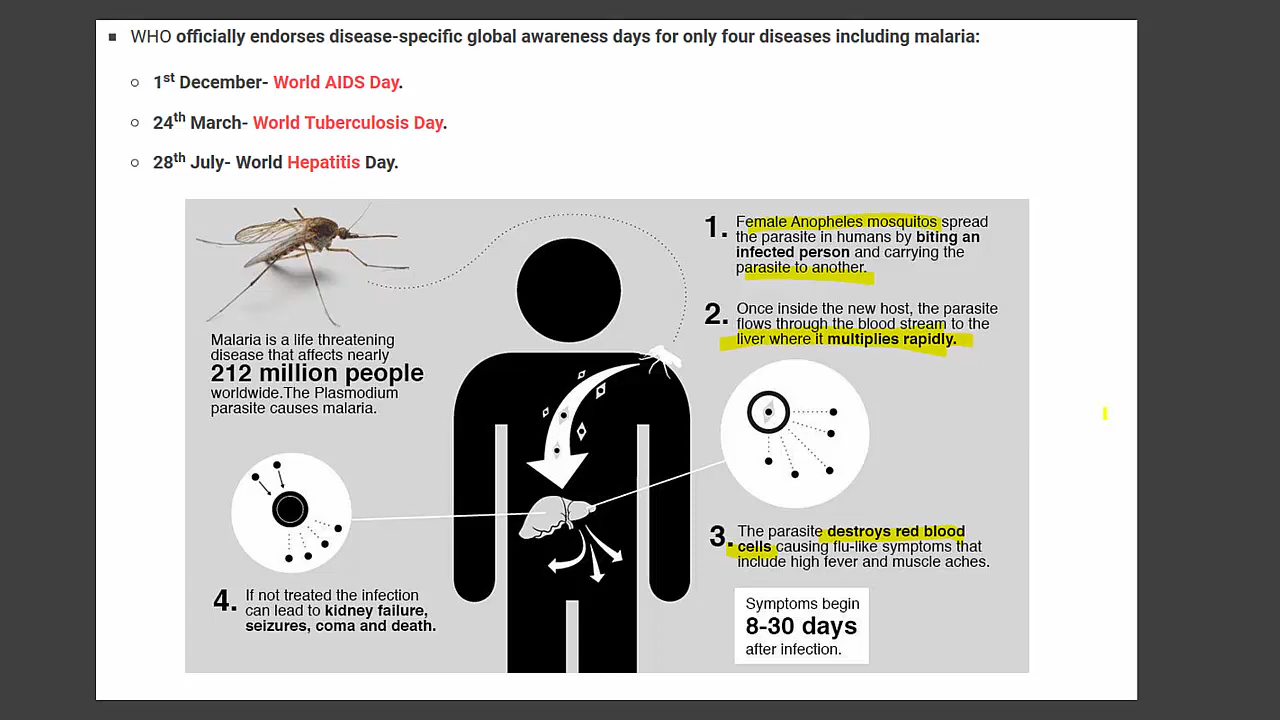 WHO officially endorses disease-specific global awareness days for only four diseases including malaria:
1st December- World AIDS Day.
24th March- World Tuberculosis Day.
28th July- World Hepatitis Day.
Malaria is a life threatening
disease that affects nearly
212 million people
worldwide.The Plasmodium
parasite causes malaria.
1. Female Anopheles mosquitos spread
the parasite in humans by biting an
infected person and carrying the
parasite to another.
2. Once inside the new host, the parasite
flows through the blood stream to the
liver where it multiplies rapidly.
3. The parasite destroys red blood
cells causing flu-like symptoms that
include high fever and muscle aches.
Symptoms begin
8-30 days
after infection.
4. If not treated the infection
can lead to kidney failure,
seizures, coma and death.